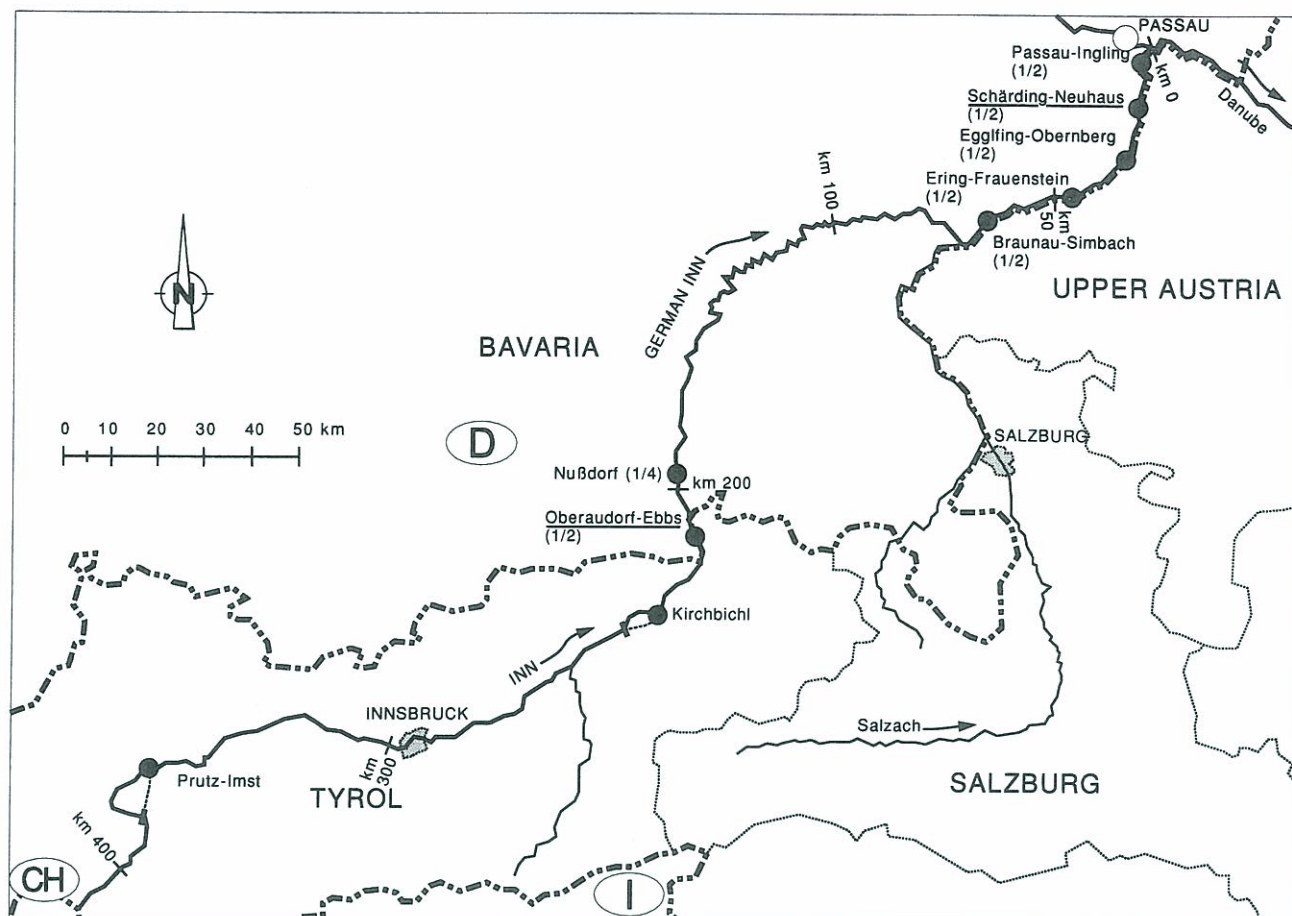 PASSAU
Passau-Ingling
(1/2)
km 0
Schärding-Neuhaus
(1/2)
Danube
Egglfing-Obernberg
(1/2)
km 100
Ering-Frauenstein
(1/2)
km
50
Braunau-Simbach
(1/2)
GERMAN INN
UPPER AUSTRIA
N
BAVARIA
0 10 20 30 40 50 km
D
SALZBURG
Nußdorf (1/4)
km 200
Oberaudorf-Ebbs
(1/2)
Kirchbichl
INN
INNSBRUCK
Salzach
km
300
Prutz-Imst
TYROL
SALZBURG
km 400
CH
I